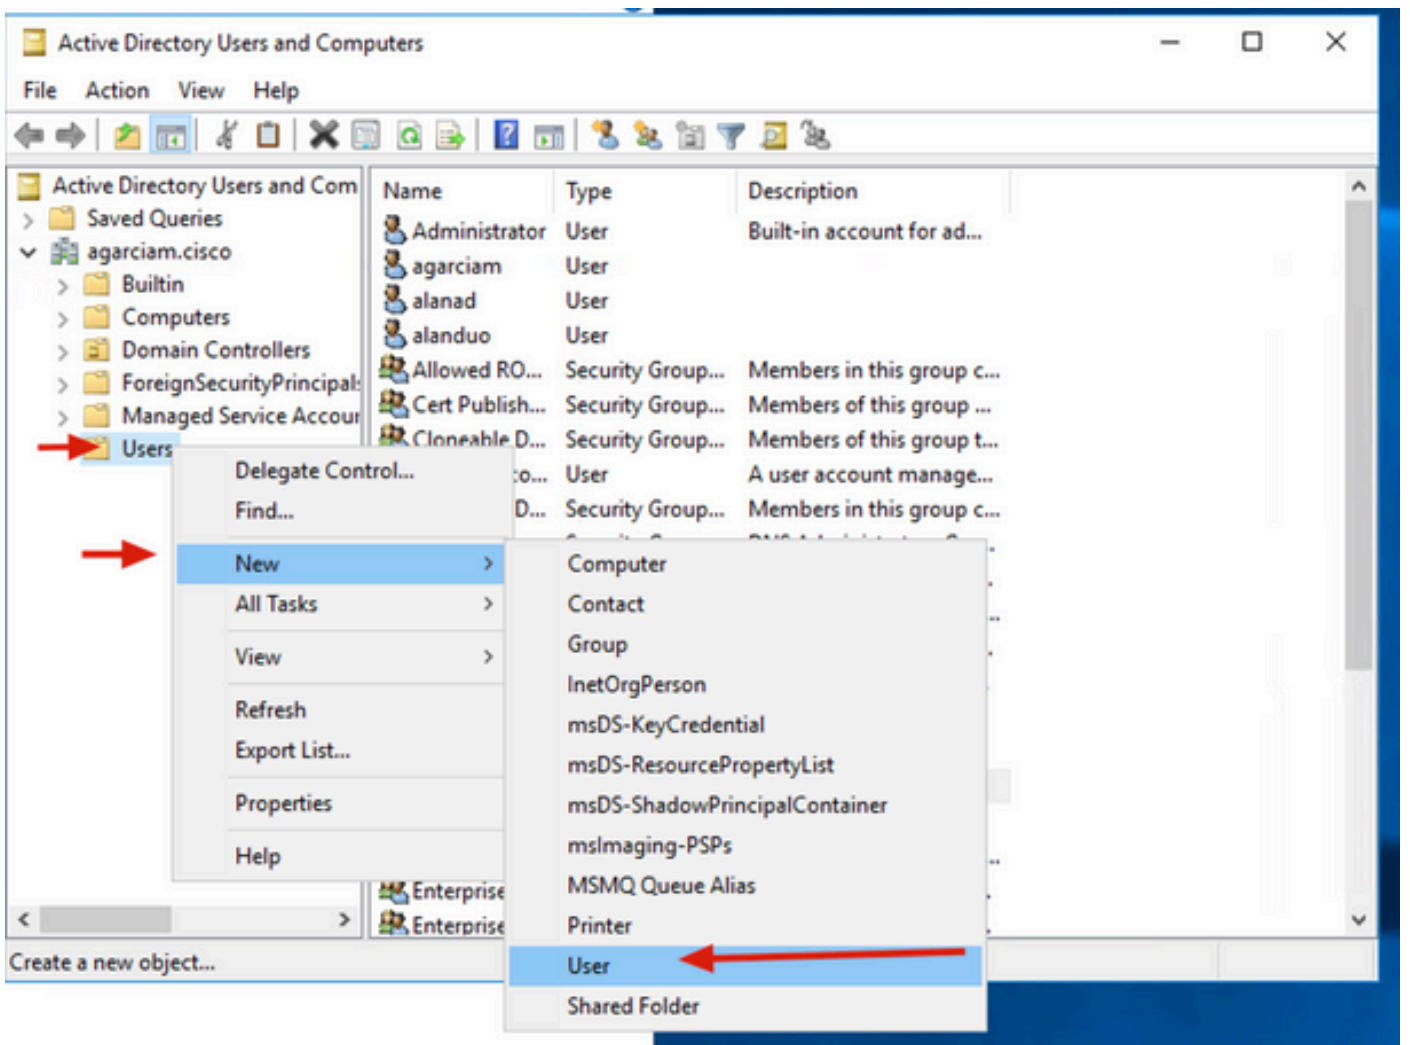 Active Directory Users and Computers
File Action View Help
Active Directory Users and Com
Saved Queries
agarciam.cisco
Builtin
Computers
Domain Controllers
ForeignSecurityPrincipals
Managed Service Accour
Users
Name Type Description
Administrator User Built-in account for ad...
agarciam User
alanad User
alanduo User
Allowed RO... Security Group... Members in this group c...
Cert Publish... Security Group... Members of this group ...
Cloneable D... Security Group... Members of this group t...
:o... User A user account manage...
D... Security Group... Members in this group c...
Enterprise
Enterprise
Delegate Control...
Find...
New
All Tasks
View
Refresh
Export List...
Properties
Help
Computer
Contact
Group
InetOrgPerson
msDS-KeyCredential
msDS-ResourcePropertyList
msDS-ShadowPrincipalContainer
msImaging-PSPs
MSMQ Queue Alias
Printer
User
Shared Folder
Create a new object...